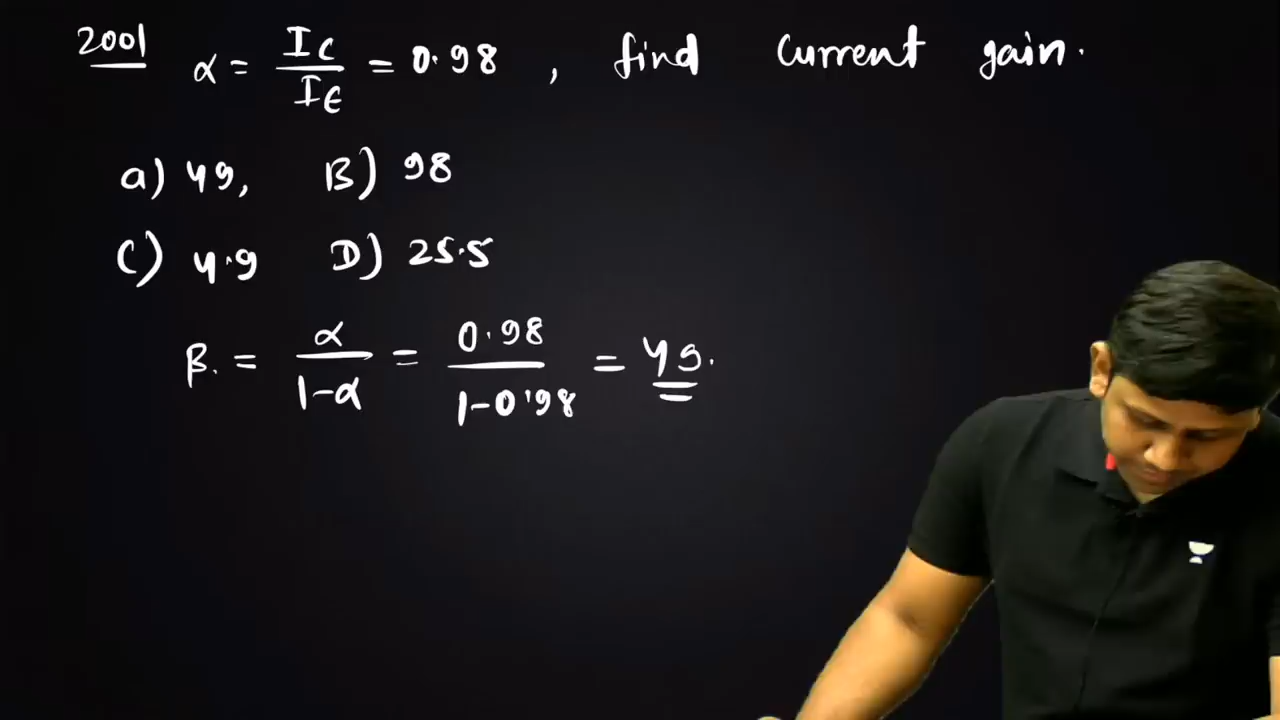 2001 α = IC/IE = 0.98 , find current gain.
a) 49, B) 98
C) 4.9 D) 25.5
β. = α/1-α = 0.98/1-0.98 = 49.